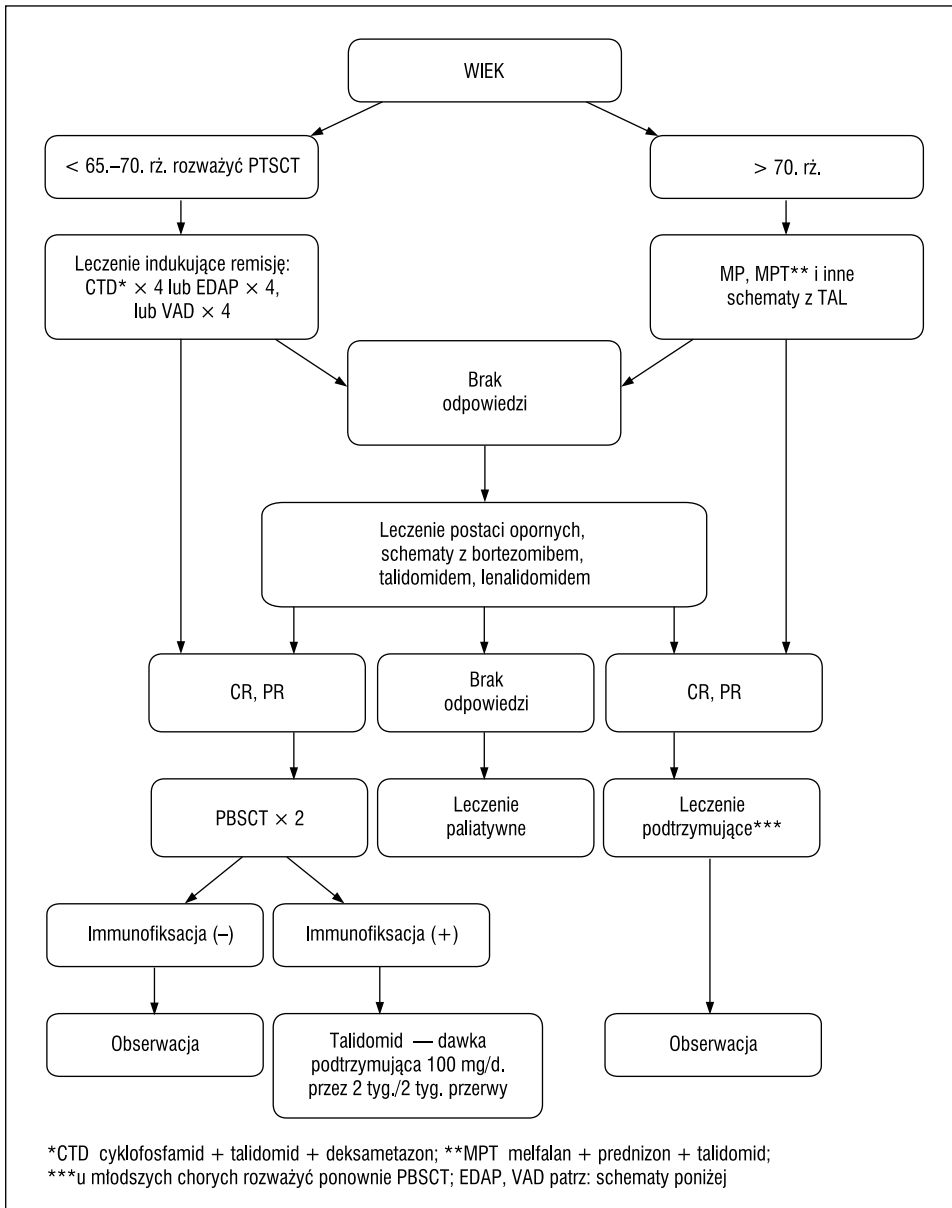 WIEK
< 65.–70. rż. rozważyć PTSCT
> 70. rż.
Leczenie indukujące remisję:
CTD* × 4 lub EDAP × 4,
lub VAD × 4
MP, MPT** i inne
schematy z TAL
Brak
odpowiedzi
Leczenie postaci opornych,
schematy z bortezomibem,
talidomidem, lenalidomidem
CR, PR
Brak
odpowiedzi
CR, PR
PBSCT × 2
Leczenie
paliatywne
Leczenie
podtrzymujące***
Immunofiksacja (–)
Immunofiksacja (+)
Obserwacja
Talidomid — dawka
podtrzymująca 100 mg/d.
przez 2 tyg./2 tyg. przerwy
Obserwacja
*CTD cyklofosfamid + talidomid + deksametazon; **MPT melfalan + prednizon + talidomid;
***u młodszych chorych rozważyć ponownie PBSCT; EDAP, VAD patrz: schematy poniżej